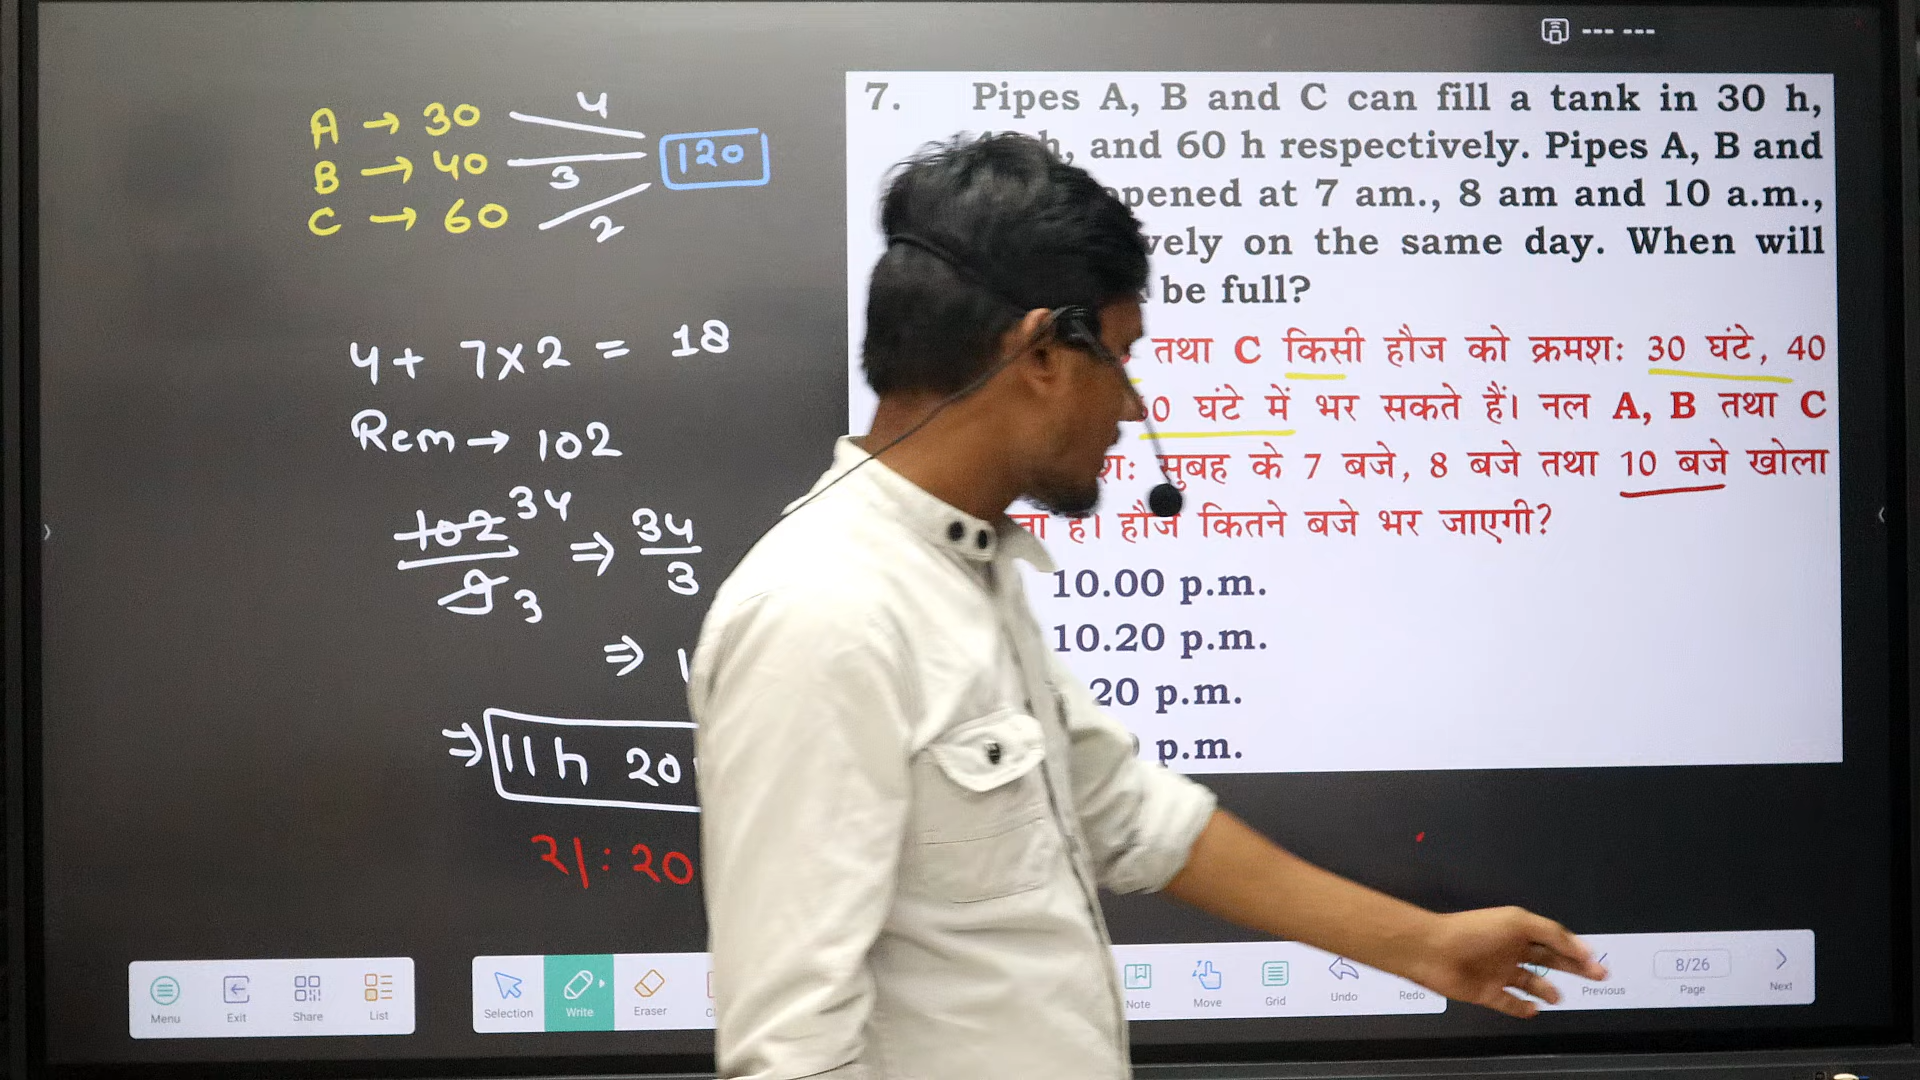 A → 30
B → 40
C → 60
4
3
2
120
4 + 7 × 2 = 18
Rem → 102
102 34
9 3
⇒ 34
3
⇒
⇒ 11 h 20
21:20
7. Pipes A, B and C can fill a tank in 30 h,
h, and 60 h respectively. Pipes A, B and
at 7 am., 8 am and 10 a.m.,
on the same day. When will
be full?
तथा C किसी हौज को क्रमशः 30 घंटे, 40
घंटे में भर सकते हैं। नल A, B तथा C
सुबह के 7 बजे, 8 बजे तथा 10 बजे खोला
है। हौज कितने बजे भर जाएगी?
10.00 p.m.
10.20 p.m.
20 p.m.
p.m.
Menu Exit Share List
Selection Write Eraser
Note Move Grid Undo Redo
Previous 8/26 Page Next